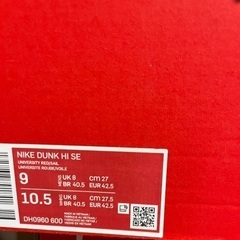 NIKE DUNK HI SE
UNIVERSITY RED/SAIL
UNIVERSITE ROUGE/VOILE
9 UK 8 CM 27
BR 40.5 EUR 42.5
10.5 UK 8 CM 27.5
BR 40.5 EUR 42.5
DH0960 600